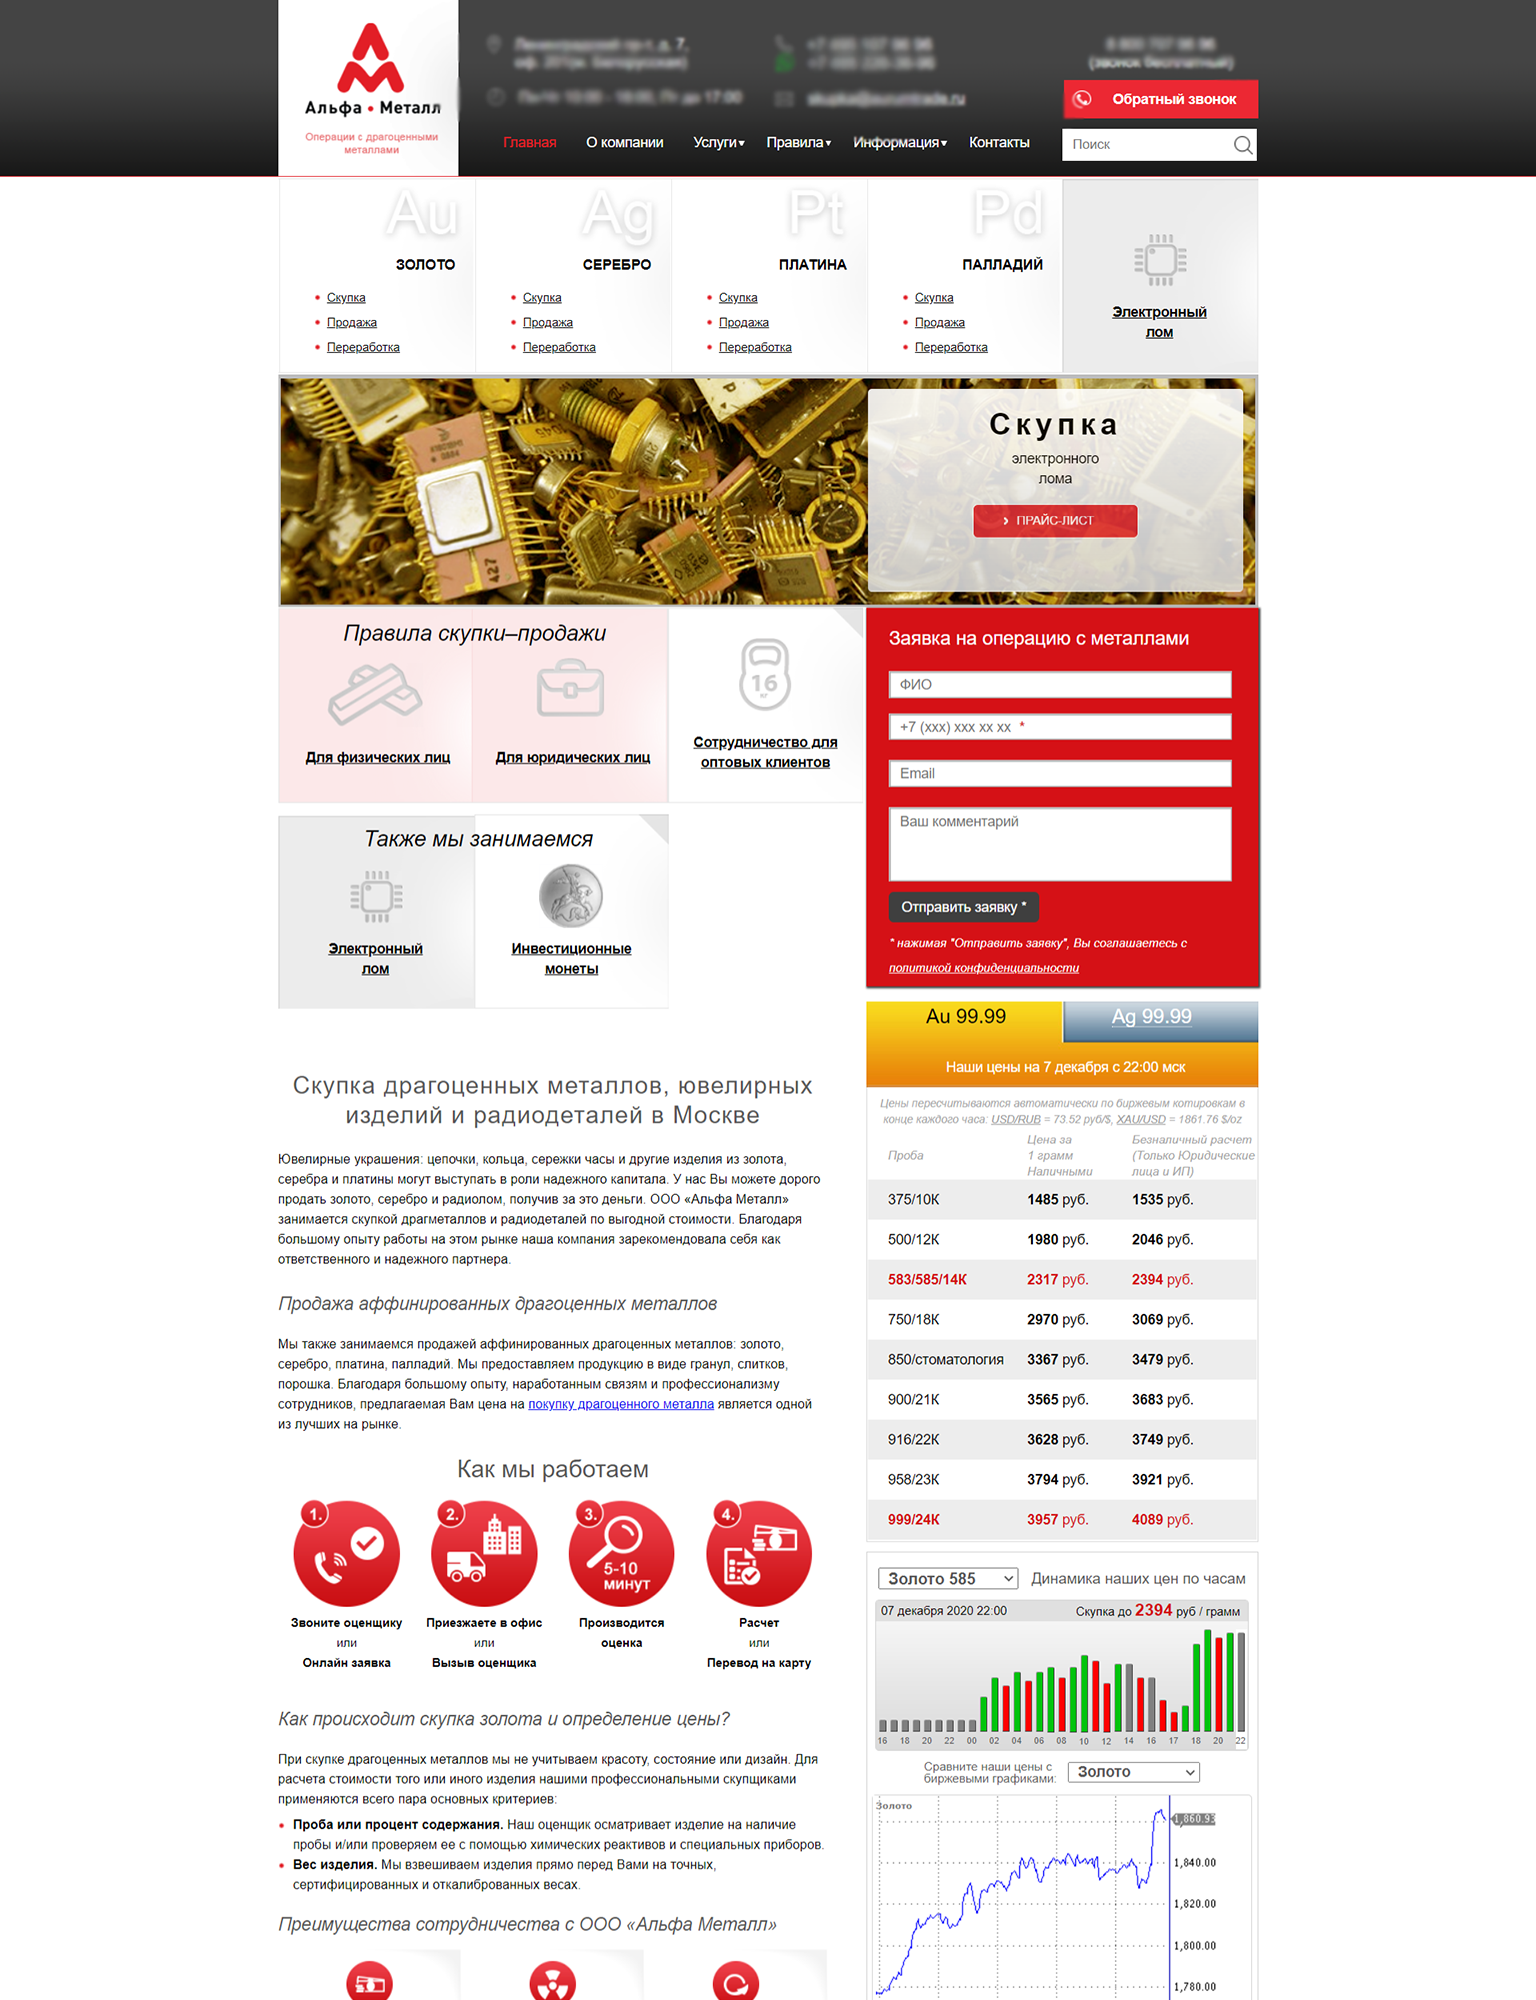 Альфа • Металл
Операции с драгоценными
металлами
Обратный звонок
Главная
О компании
Услуги
Правила
Информация
Контакты
Поиск
Au
ЗОЛОТО
Скупка
Продажа
Переработка
Ag
СЕРЕБРО
Скупка
Продажа
Переработка
Pt
ПЛАТИНА
Скупка
Продажа
Переработка
Pd
ПАЛЛАДИЙ
Скупка
Продажа
Переработка
Электронный
лом
427
Скупка
электронного
лома
› ПРАЙС-ЛИСТ
Правила скупки–продажи
Для физических лиц
Для юридических лиц
16
кг
Сотрудничество для
оптовых клиентов
Также мы занимаемся
Электронный
лом
Инвестиционные
монеты
Заявка на операцию с металлами
ФИО
+7 (xxx) xxx xx xx *
Email
Ваш комментарий
Отправить заявку *
* нажимая "Отправить заявку", Вы соглашаетесь с
политикой конфиденциальности
Au 99.99
Ag 99.99
Наши цены на 7 декабря с 22:00 мск
Цены пересчитываются автоматически по биржевым котировкам в
конце каждого часа: USD/RUB = 73.52 руб/$, XAU/USD = 1861.76 $/oz
Проба
Цена за
1 грамм
Наличными
Безналичный расчет
(Только Юридические
лица и ИП)
375/10К 1485 руб. 1535 руб.
500/12К 1980 руб. 2046 руб.
583/585/14К 2317 руб. 2394 руб.
750/18К 2970 руб. 3069 руб.
850/стоматология 3367 руб. 3479 руб.
900/21К 3565 руб. 3683 руб.
916/22К 3628 руб. 3749 руб.
958/23К 3794 руб. 3921 руб.
999/24К 3957 руб. 4089 руб.
Скупка драгоценных металлов, ювелирных
изделий и радиодеталей в Москве
Ювелирные украшения: цепочки, кольца, сережки часы и другие изделия из золота,
серебра и платины могут выступать в роли надежного капитала. У нас Вы можете дорого
продать золото, серебро и радиолом, получив за это деньги. ООО «Альфа Металл»
занимается скупкой драгметаллов и радиодеталей по выгодной стоимости. Благодаря
большому опыту работы на этом рынке наша компания зарекомендовала себя как
ответственного и надежного партнера.
Продажа аффинированных драгоценных металлов
Мы также занимаемся продажей аффинированных драгоценных металлов: золото,
серебро, платина, палладий. Мы предоставляем продукцию в виде гранул, слитков,
порошка. Благодаря большому опыту, наработанным связям и профессионализму
сотрудников, предлагаемая Вам цена на покупку драгоценного металла является одной
из лучших на рынке.
Как мы работаем
1.
Звоните оценщику
или
Онлайн заявка
2.
Приезжаете в офис
или
Вызыв оценщика
3.
5-10
минут
Производится
оценка
4.
Расчет
или
Перевод на карту
Как происходит скупка золота и определение цены?
При скупке драгоценных металлов мы не учитываем красоту, состояние или дизайн. Для
расчета стоимости того или иного изделия нашими профессиональными скупщиками
применяются всего пара основных критериев:
Проба или процент содержания. Наш оценщик осматривает изделие на наличие
пробы и/или проверяем ее с помощью химических реактивов и специальных приборов.
Вес изделия. Мы взвешиваем изделия прямо перед Вами на точных,
сертифицированных и откалиброванных весах.
Преимущества сотрудничества с ООО «Альфа Металл»
Золото 585
Динамика наших цен по часам
07 декабря 2020 22:00
Скупка до 2394 руб / грамм
16 18 20 22 00 02 04 06 08 10 12 14 16 17 18 20 22
Сравните наши цены с
биржевыми графиками:
Золото
Золото
1,860.93
1,840.00
1,820.00
1,800.00
1,780.00